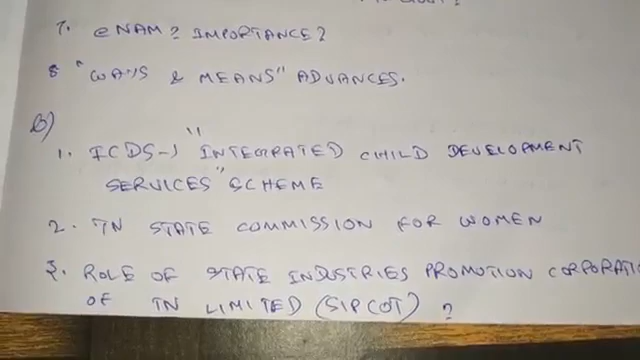 7. eNAM? IMPORTANCE?
8 "WAYS & MEANS" ADVANCES.
B)
1. ICDS-) "INTEGRATED CHILD DEVELOPMENT
SERVICES" SCHEME
2. TN STATE COMMISSION FOR WOMEN
3. ROLE OF STATE INDUSTRIES PROMOTION CORPORATIO
OF TN LIMITED (SIPCOT) ?